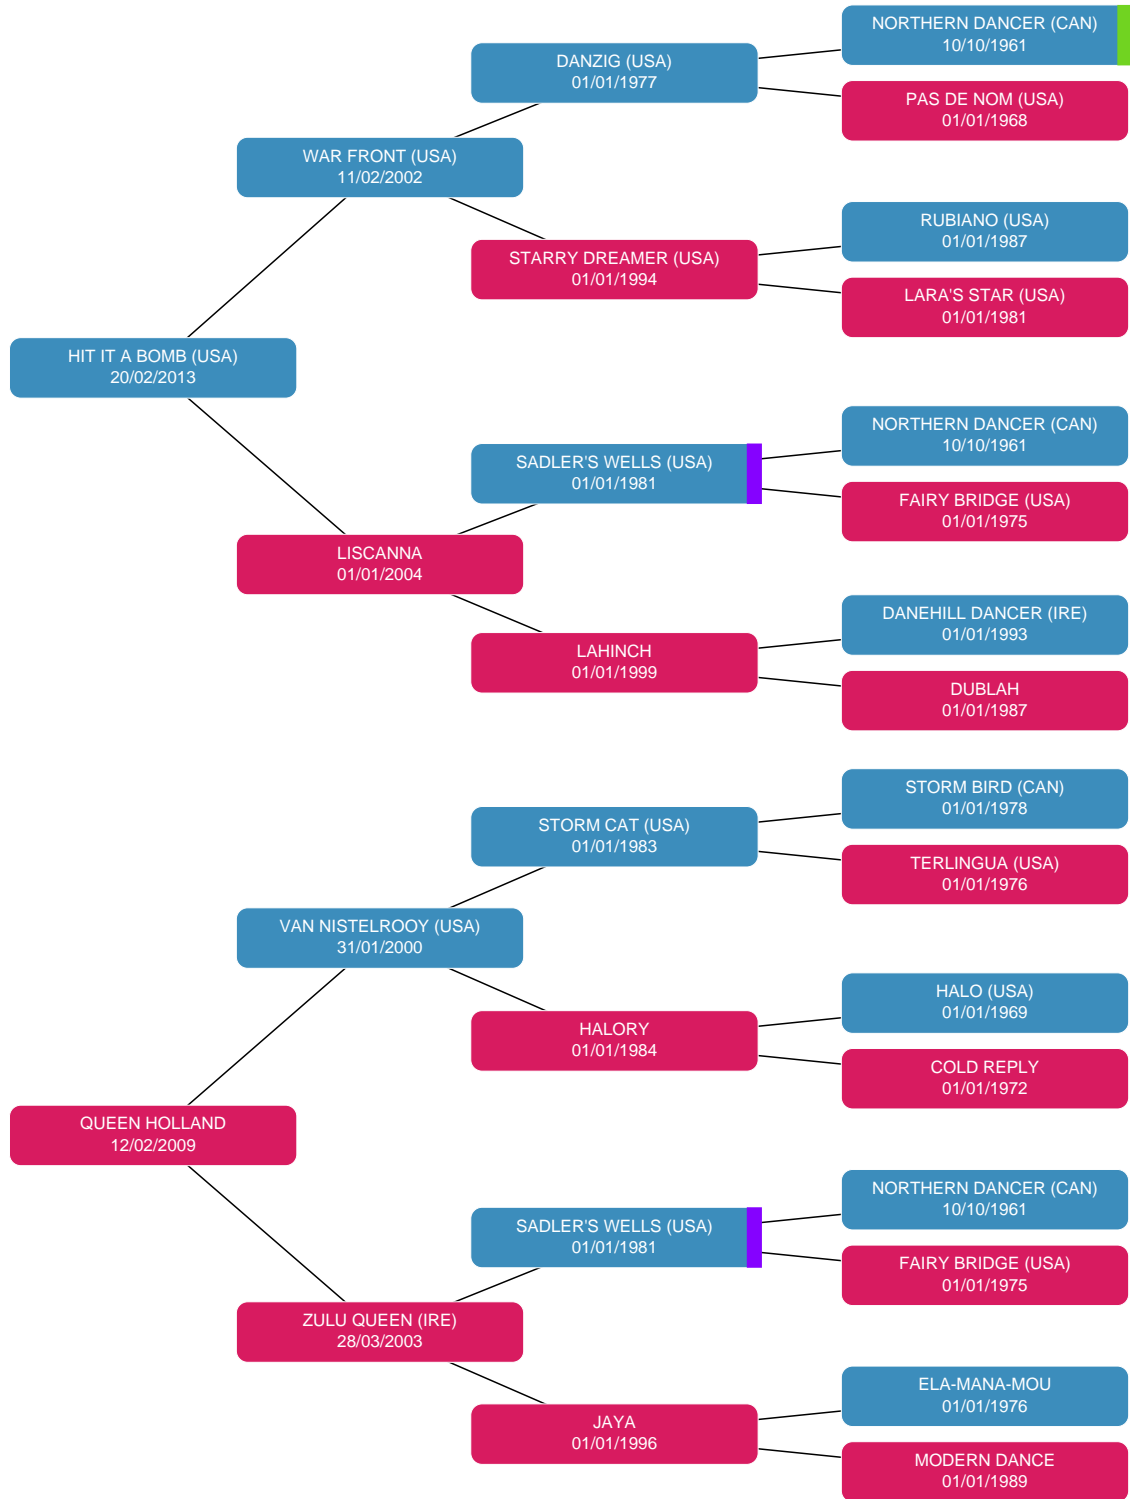 NORTHERN DANCER (CAN)
10/10/1961
DANZIG (USA)
01/01/1977
PAS DE NOM (USA)
01/01/1968
WAR FRONT (USA)
11/02/2002
RUBIANO (USA)
01/01/1987
STARRY DREAMER (USA)
01/01/1994
LARA'S STAR (USA)
01/01/1981
HIT IT A BOMB (USA)
20/02/2013
NORTHERN DANCER (CAN)
10/10/1961
SADLER'S WELLS (USA)
01/01/1981
FAIRY BRIDGE (USA)
01/01/1975
LISCANNA
01/01/2004
DANEHILL DANCER (IRE)
01/01/1993
LAHINCH
01/01/1999
DUBLAH
01/01/1987
STORM BIRD (CAN)
01/01/1978
STORM CAT (USA)
01/01/1983
TERLINGUA (USA)
01/01/1976
VAN NISTELROOY (USA)
31/01/2000
HALO (USA)
01/01/1969
HALORY
01/01/1984
COLD REPLY
01/01/1972
QUEEN HOLLAND
12/02/2009
NORTHERN DANCER (CAN)
10/10/1961
SADLER'S WELLS (USA)
01/01/1981
FAIRY BRIDGE (USA)
01/01/1975
ZULU QUEEN (IRE)
28/03/2003
ELA-MANA-MOU
01/01/1976
JAYA
01/01/1996
MODERN DANCE
01/01/1989